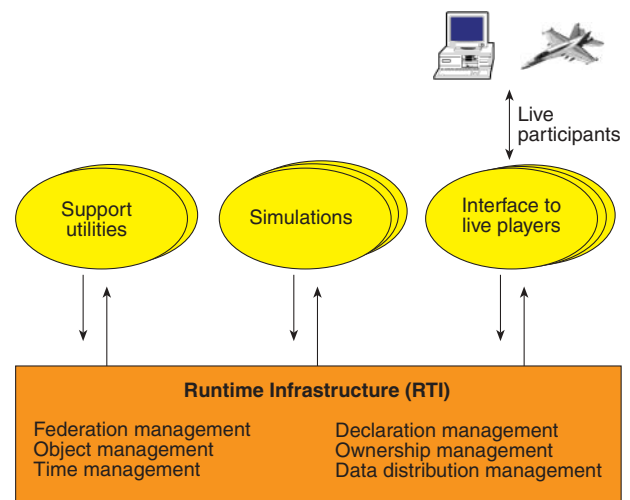 Live
participants
Support
utilities
Simulations
Interface to
live players
Runtime Infrastructure (RTI)
Federation management
Object management
Time management
Declaration management
Ownership management
Data distribution management